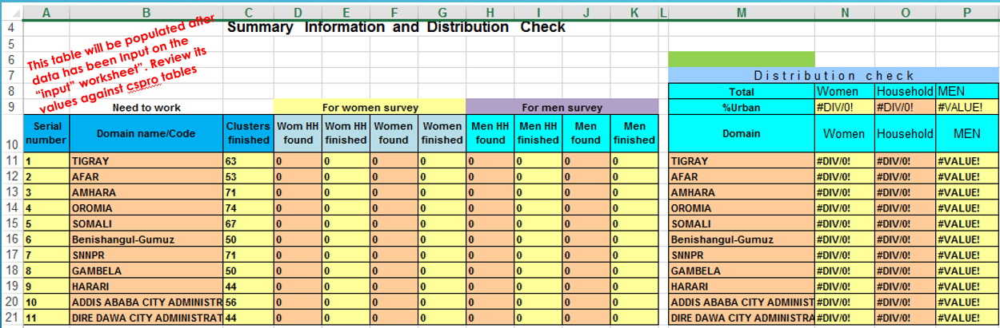 A B C D E F G H I J K L M N O P
4 Summary Information and Distribution Check
This table will be populated after
data has been Input on the
"input" worksheet". Review its
values against cspro tables
5
6
7 Distribution check
8 Total Women Household MEN
9 Need to work For women survey For men survey %Urban #DIV/0! #DIV/0! #VALUE!
10 Serial number Domain name/Code Clusters finished Wom HH found Wom HH finished Women found Women finished Men HH found Men HH finished Men found Men finished Domain Women Household MEN
11 1 TIGRAY 63 0 0 0 0 0 0 0 0 TIGRAY #DIV/0! #DIV/0! #VALUE!
12 2 AFAR 53 0 0 0 0 0 0 0 0 AFAR #DIV/0! #DIV/0! #VALUE!
13 3 AMHARA 71 0 0 0 0 0 0 0 0 AMHARA #DIV/0! #DIV/0! #VALUE!
14 4 OROMIA 74 0 0 0 0 0 0 0 0 OROMIA #DIV/0! #DIV/0! #VALUE!
15 5 SOMALI 67 0 0 0 0 0 0 0 0 SOMALI #DIV/0! #DIV/0! #VALUE!
16 6 Benishangul-Gumuz 50 0 0 0 0 0 0 0 0 Benishangul-Gumuz #DIV/0! #DIV/0! #VALUE!
17 7 SNNPR 71 0 0 0 0 0 0 0 0 SNNPR #DIV/0! #DIV/0! #VALUE!
18 8 GAMBELA 50 0 0 0 0 0 0 0 0 GAMBELA #DIV/0! #DIV/0! #VALUE!
19 9 HARARI 44 0 0 0 0 0 0 0 0 HARARI #DIV/0! #DIV/0! #VALUE!
20 10 ADDIS ABABA CITY ADMINISTR 56 0 0 0 0 0 0 0 0 ADDIS ABABA CITY ADMINIST #DIV/0! #DIV/0! #VALUE!
21 11 DIRE DAWA CITY ADMINISTRAT 44 0 0 0 0 0 0 0 0 DIRE DAWA CITY ADMINISTRA #DIV/0! #DIV/0! #VALUE!